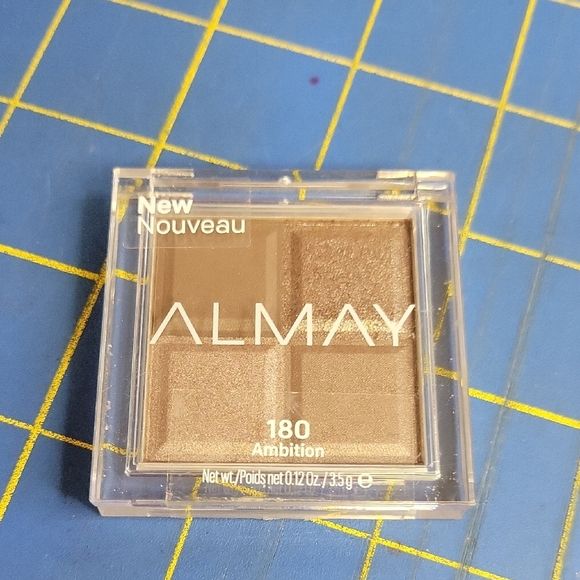 New
Nouveau
ALMAY
180
Ambition
Net wt./Poids net 0.12 Oz. / 3.5 g ℮